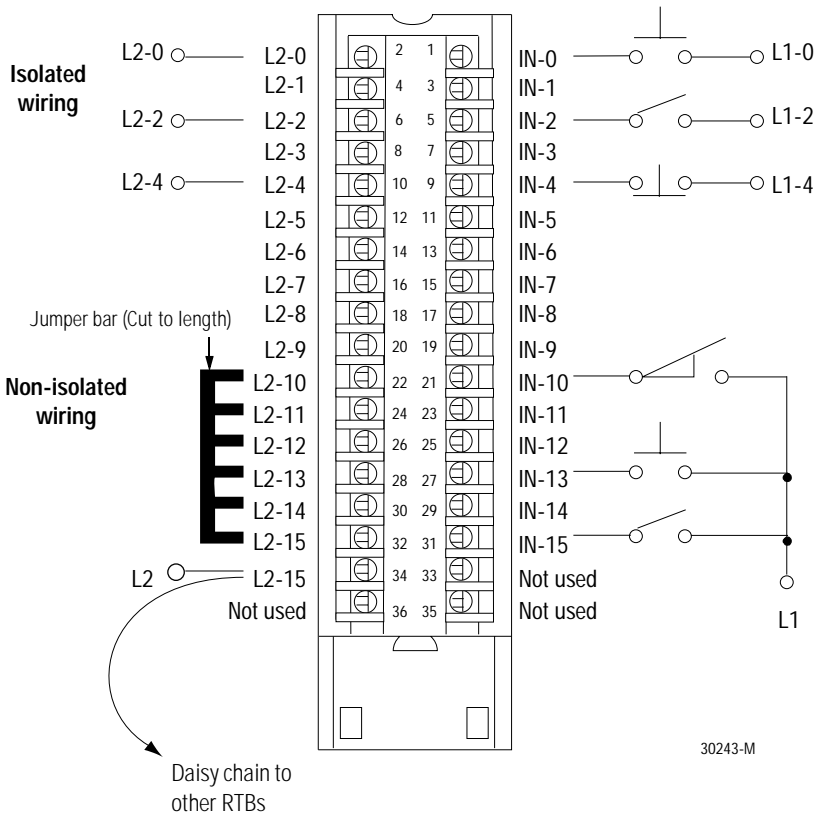 L2-0 L2-0 2 1 IN-0 L1-0
Isolated
wiring
L2-1 4 3 IN-1
L2-2 L2-2 6 5 IN-2 L1-2
L2-3 8 7 IN-3
L2-4 L2-4 10 9 IN-4 L1-4
L2-5 12 11 IN-5
L2-6 14 13 IN-6
L2-7 16 15 IN-7
Jumper bar (Cut to length)
L2-8 18 17 IN-8
L2-9 20 19 IN-9
Non-isolated
wiring
L2-10 22 21 IN-10
L2-11 24 23 IN-11
L2-12 26 25 IN-12
L2-13 28 27 IN-13
L2-14 30 29 IN-14
L2-15 32 31 IN-15
L2 L2-15 34 33 Not used
Not used 36 35 Not used
L1
30243-M
Daisy chain to
other RTBs